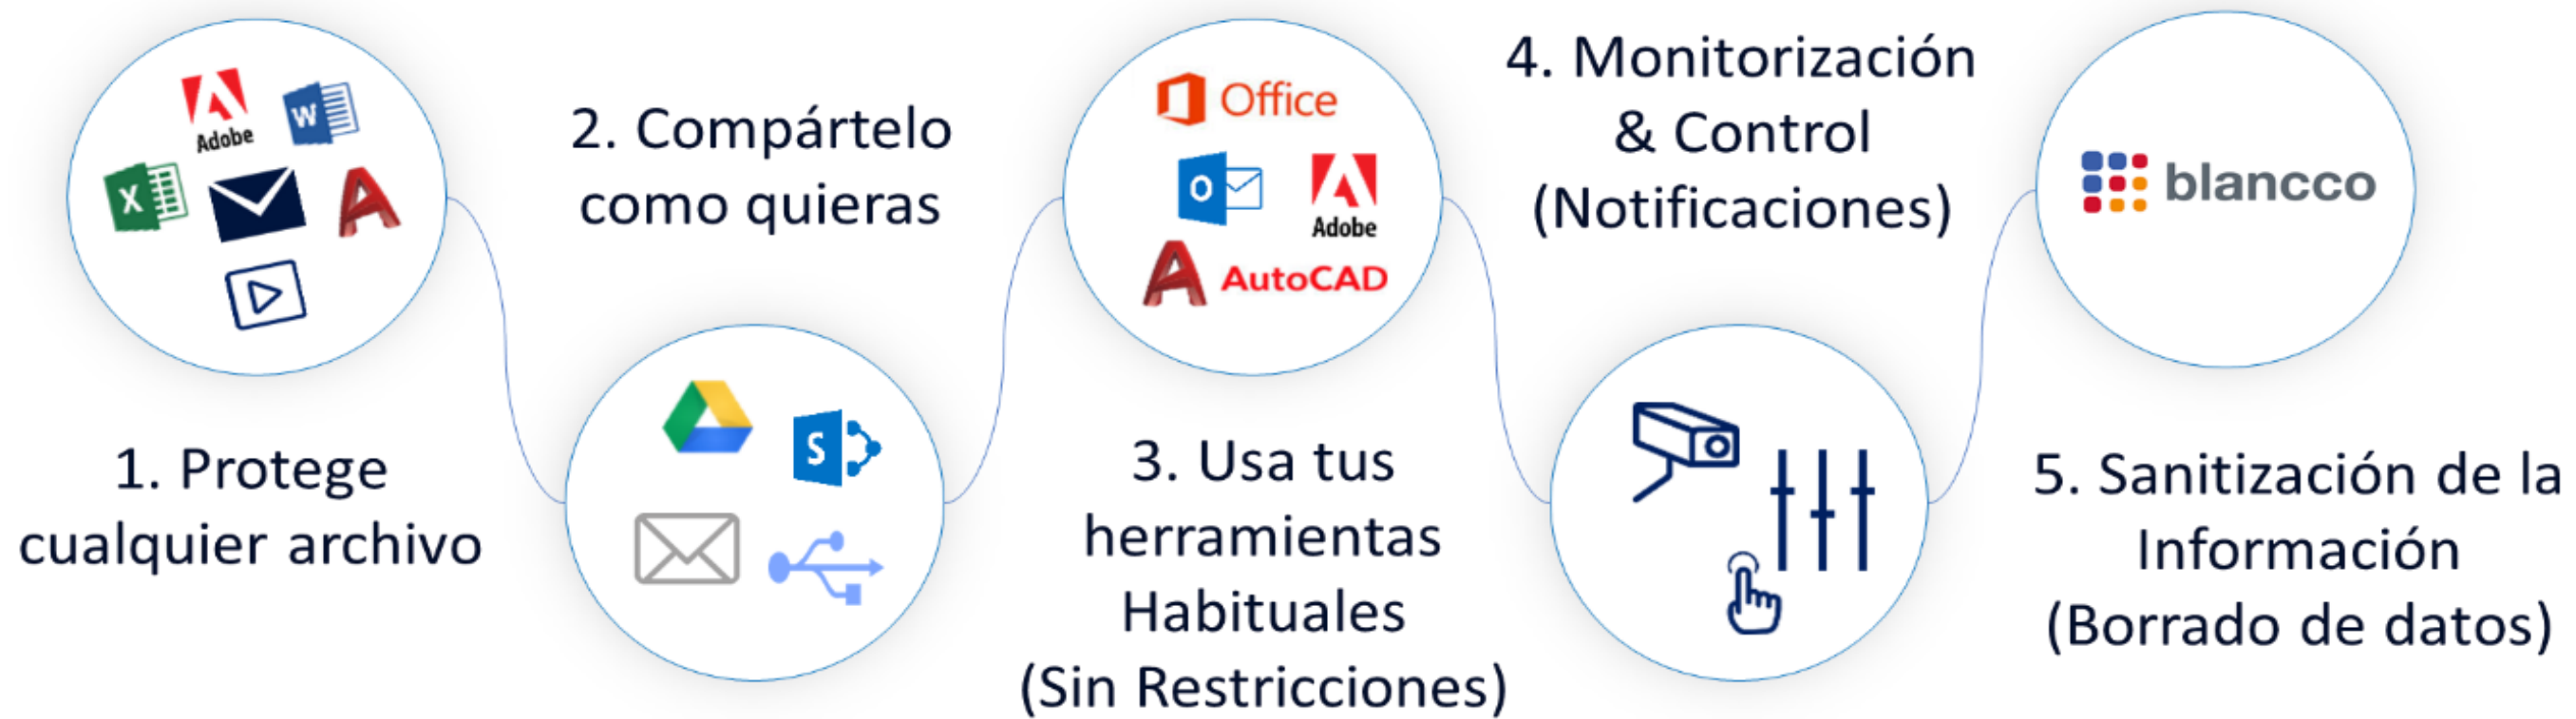 Adobe
W
X
1. Protege
cualquier archivo
2. Compártelo
como quieras
S
Office
O
Adobe
AutoCAD
3. Usa tus
herramientas
Habituales
(Sin Restricciones)
4. Monitorización
& Control
(Notificaciones)
blancco
5. Sanitización de la
Información
(Borrado de datos)